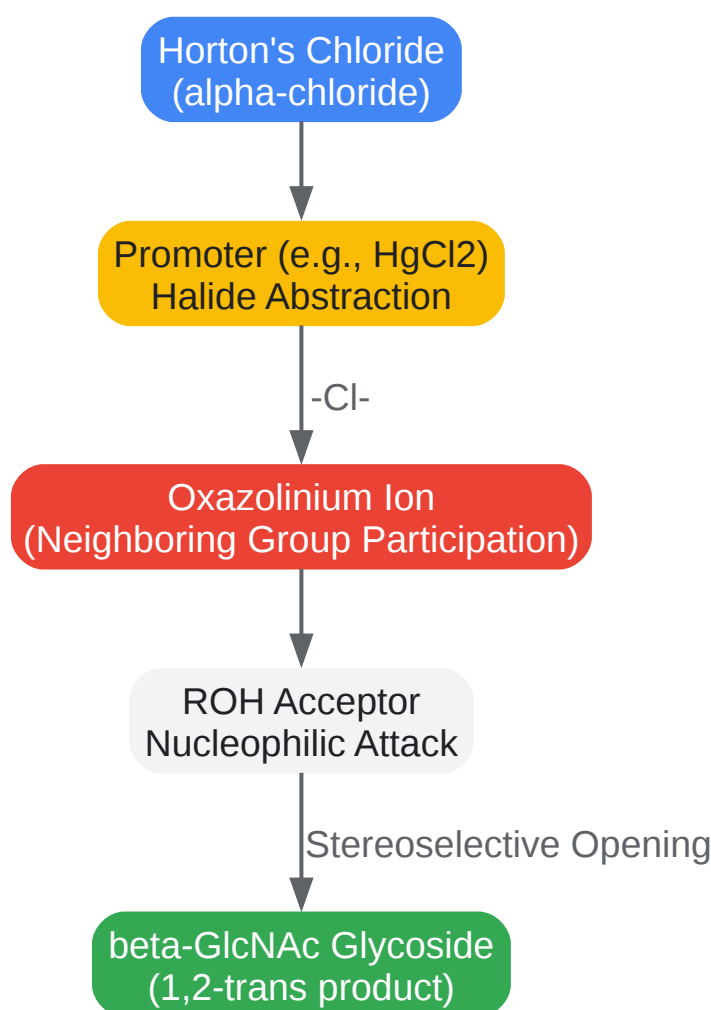 Horton's Chloride
(alpha-chloride)
Promoter (e.g., HgCl2)
Halide Abstraction
-Cl-
Oxazolinium Ion
(Neighboring Group Participation)
ROH Acceptor
Nucleophilic Attack
Stereoselective Opening
beta-GlcNAc Glycoside
(1,2-trans product)